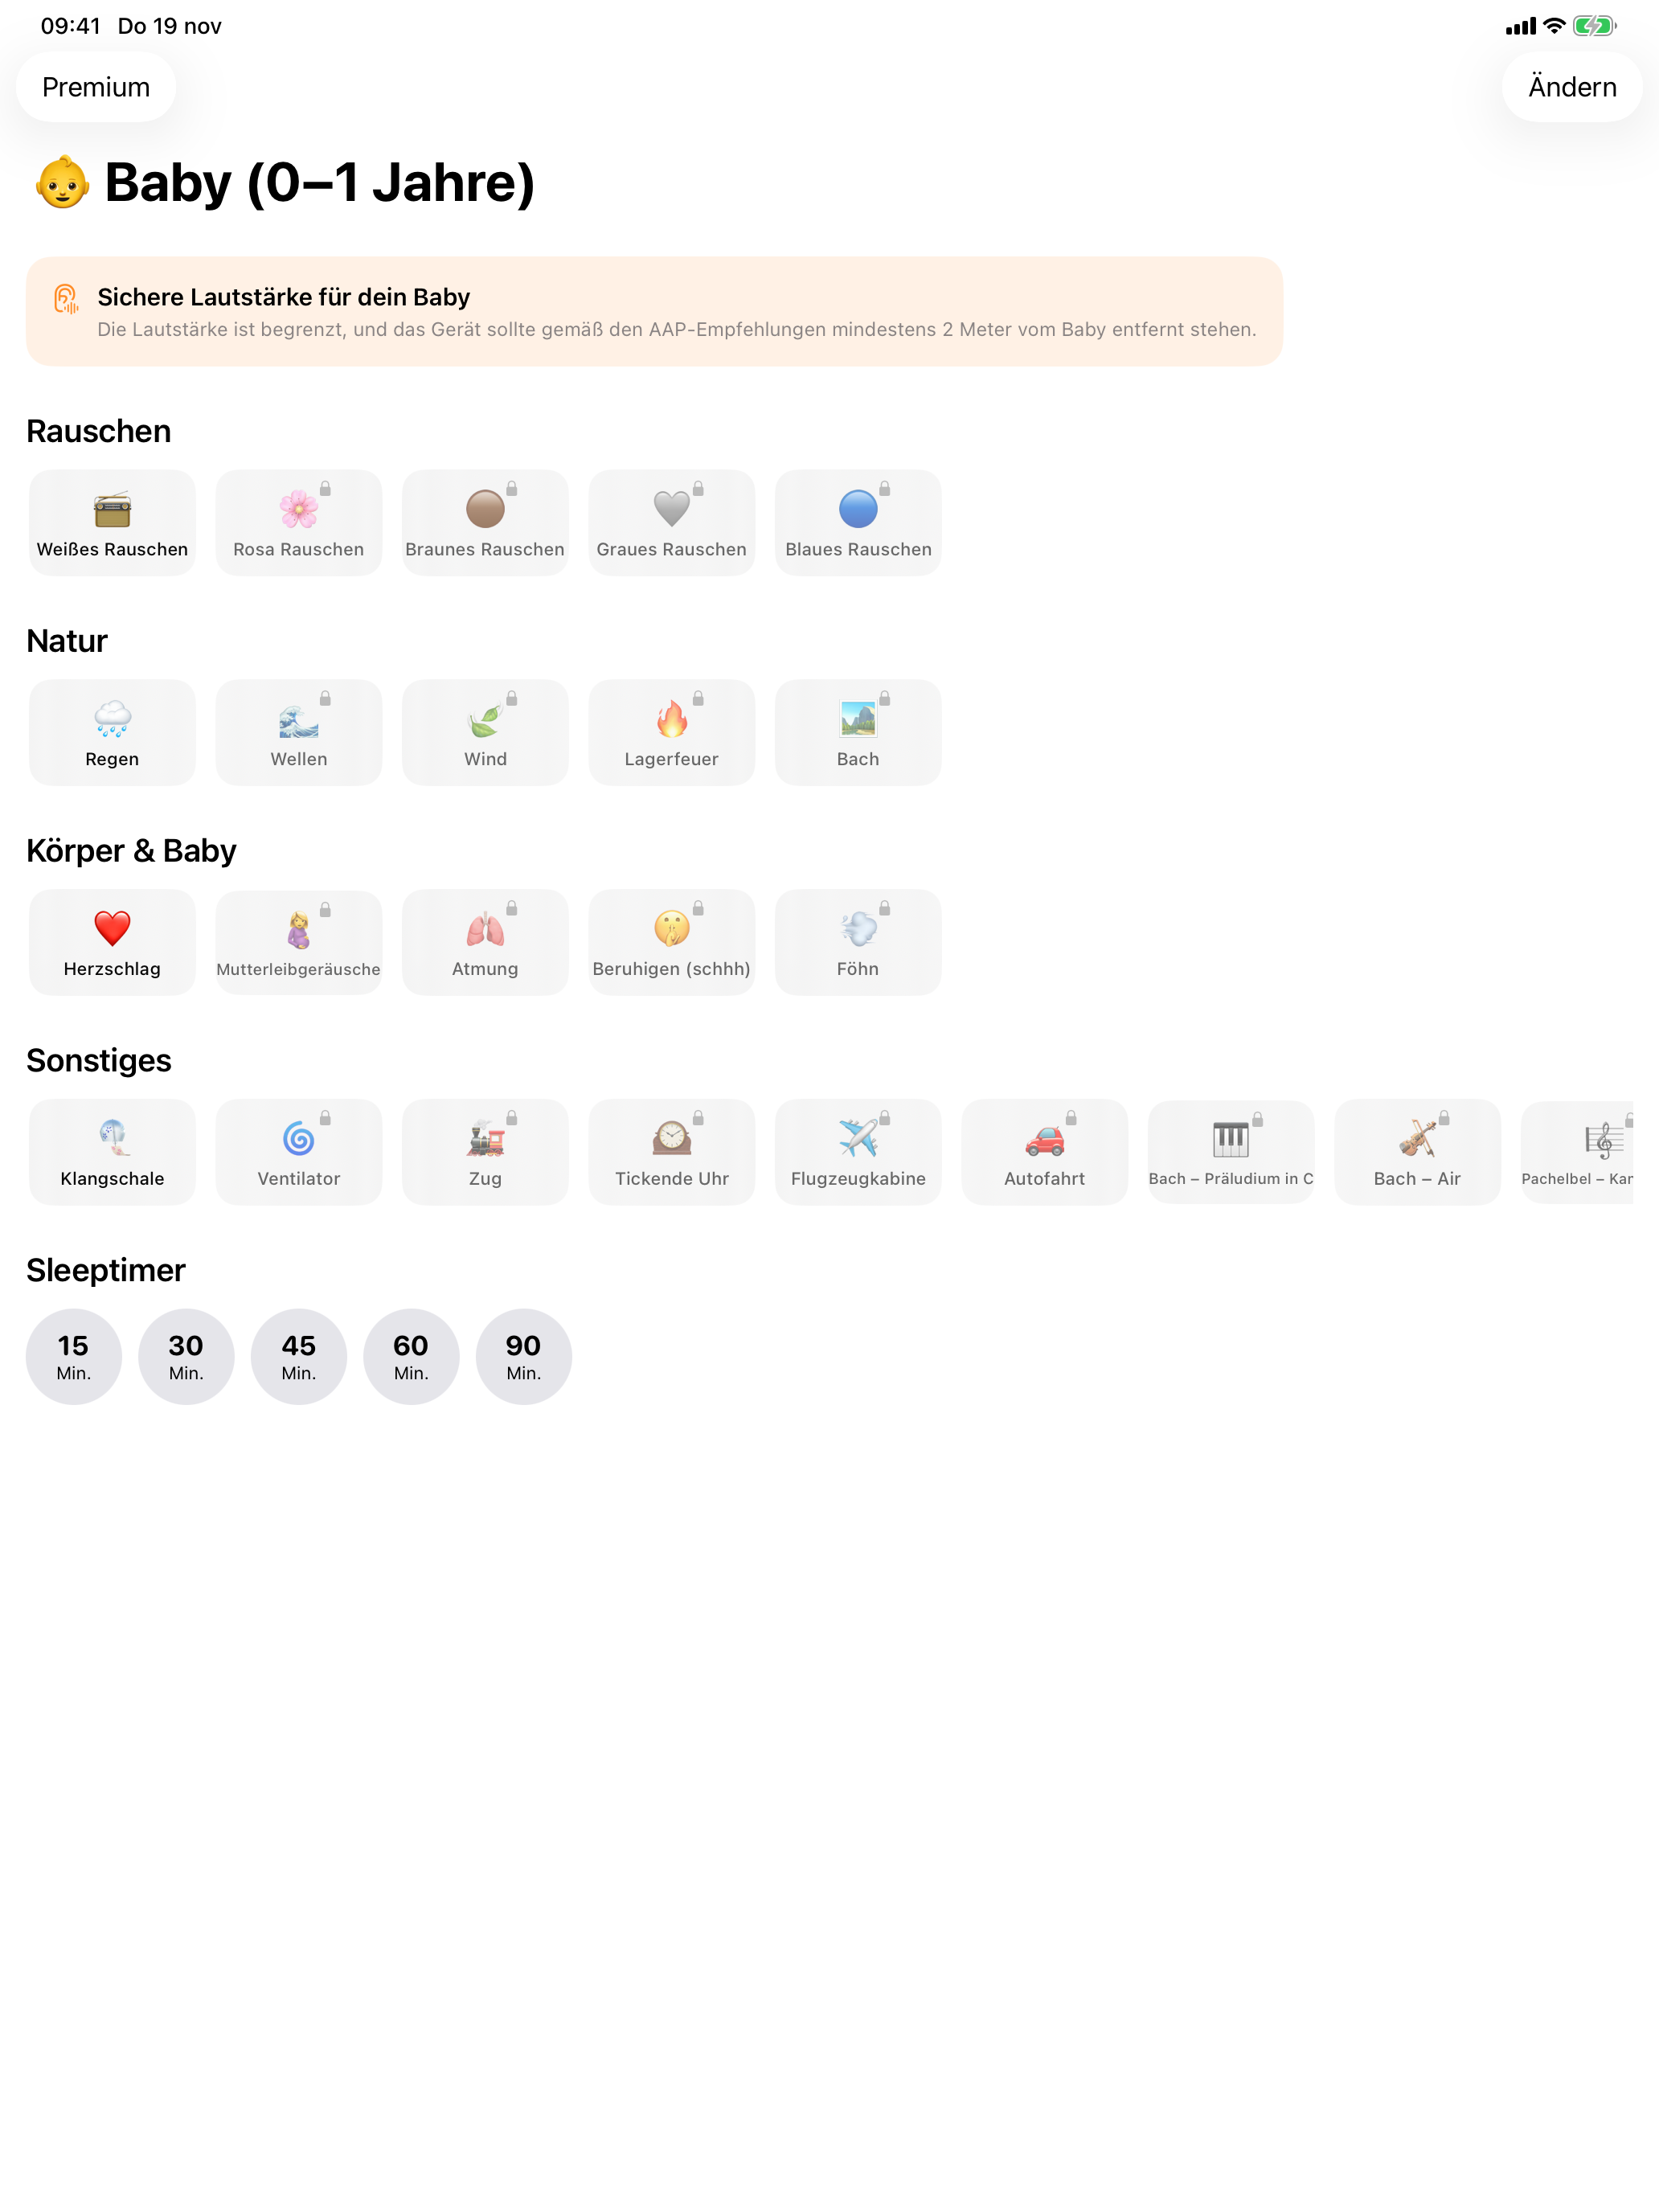 09:41 Do 19 nov
Premium
Ändern
👶 Baby (0–1 Jahre)
Sichere Lautstärke für dein Baby
Die Lautstärke ist begrenzt, und das Gerät sollte gemäß den AAP-Empfehlungen mindestens 2 Meter vom Baby entfernt stehen.
Rauschen
Weißes Rauschen
Rosa Rauschen
Braunes Rauschen
Graues Rauschen
Blaues Rauschen
Natur
Regen
Wellen
Wind
Lagerfeuer
Bach
Körper & Baby
Herzschlag
Mutterleibgeräusche
Atmung
Beruhigen (schhh)
Föhn
Sonstiges
Klangschale
Ventilator
Zug
Tickende Uhr
Flugzeugkabine
Autofahrt
Bach – Präludium in C
Bach – Air
Pachelbel –
Sleeptimer
15
Min.
30
Min.
45
Min.
60
Min.
90
Min.